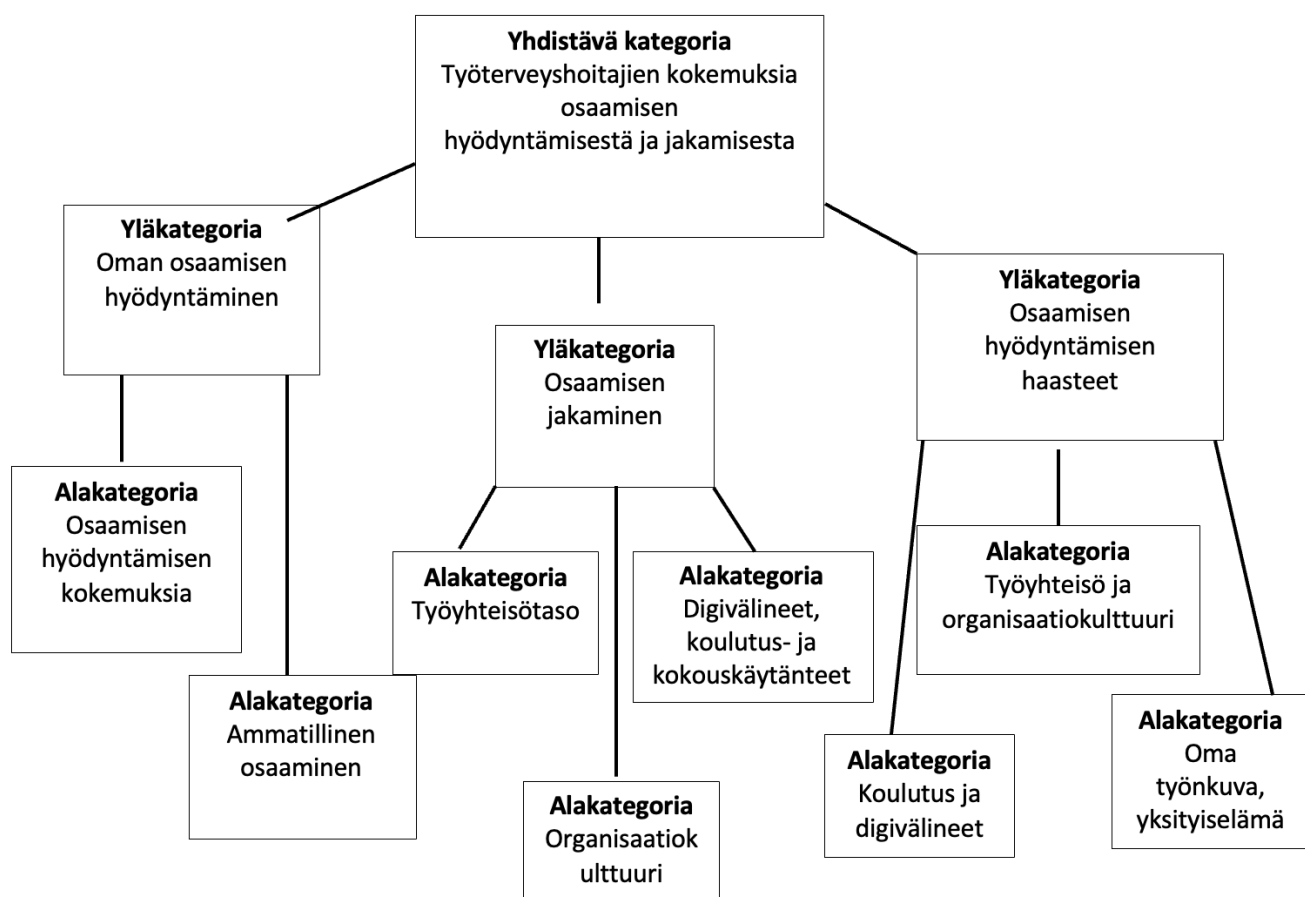 Yhdistävä kategoria
Työterveyshoitajien kokemuksia
osaamisen
hyödyntämisestä ja jakamisesta
Yläkategoria
Oman osaamisen
hyödyntäminen
Yläkategoria
Osaamisen
jakaminen
Yläkategoria
Osaamisen
hyödyntämisen
haasteet
Alakategoria
Osaamisen
hyödyntämisen
kokemuksia
Alakategoria
Ammatillinen
osaaminen
Alakategoria
Työyhteisötaso
Alakategoria
Organisaatiok
ulttuuri
Alakategoria
Digivälineet,
koulutus- ja
kokouskäytänteet
Alakategoria
Koulutus ja
digivälineet
Alakategoria
Työyhteisö ja
organisaatiokulttuuri
Alakategoria
Oma
työnkuva,
yksityiselämä